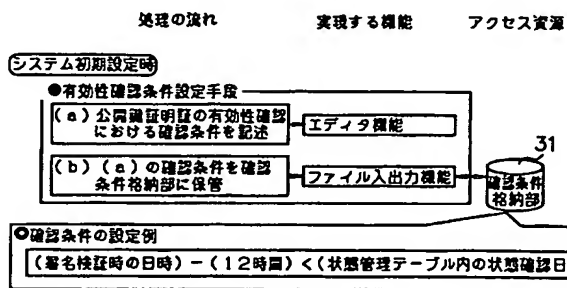 処理の流れ 実現する機能 アクセス資源
システム初期設定時
●有効性確認条件設定手段
(a)公開鍵証明証の有効性確認
における確認条件を記述
エディタ機能
(b)(a)の確認条件を確認
条件格納部に保管
ファイル入出力機能
31
確認条件
格納部
●確認条件の設定例
(署名検証時の日時)-(12時間)<(状態管理テーブル内の状態確認日